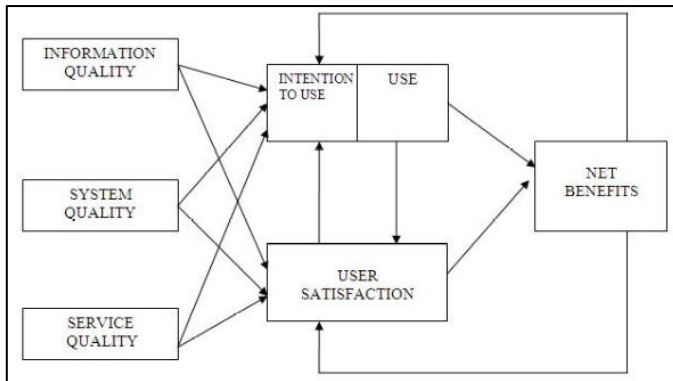 INFORMATION
QUALITY
INTENTION
TO USE
USE
SYSTEM
QUALITY
NET
BENEFITS
USER
SATISFACTION
SERVICE
QUALITY